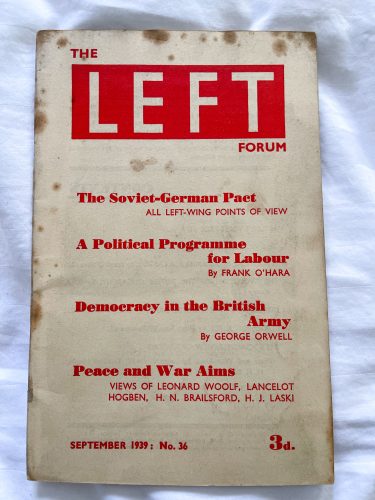 THE
LEFT
FORUM
The Soviet-German Pact
ALL LEFT-WING POINTS OF VIEW
A Political Programme
for Labour
By FRANK O'HARA
Democracy in the British
Army
By GEORGE ORWELL
Peace and War Aims
VIEWS OF LEONARD WOOLF, LANCELOT
HOGBEN, H. N. BRAILSFORD, H. J. LASKI
SEPTEMBER 1939: No. 36 3d.